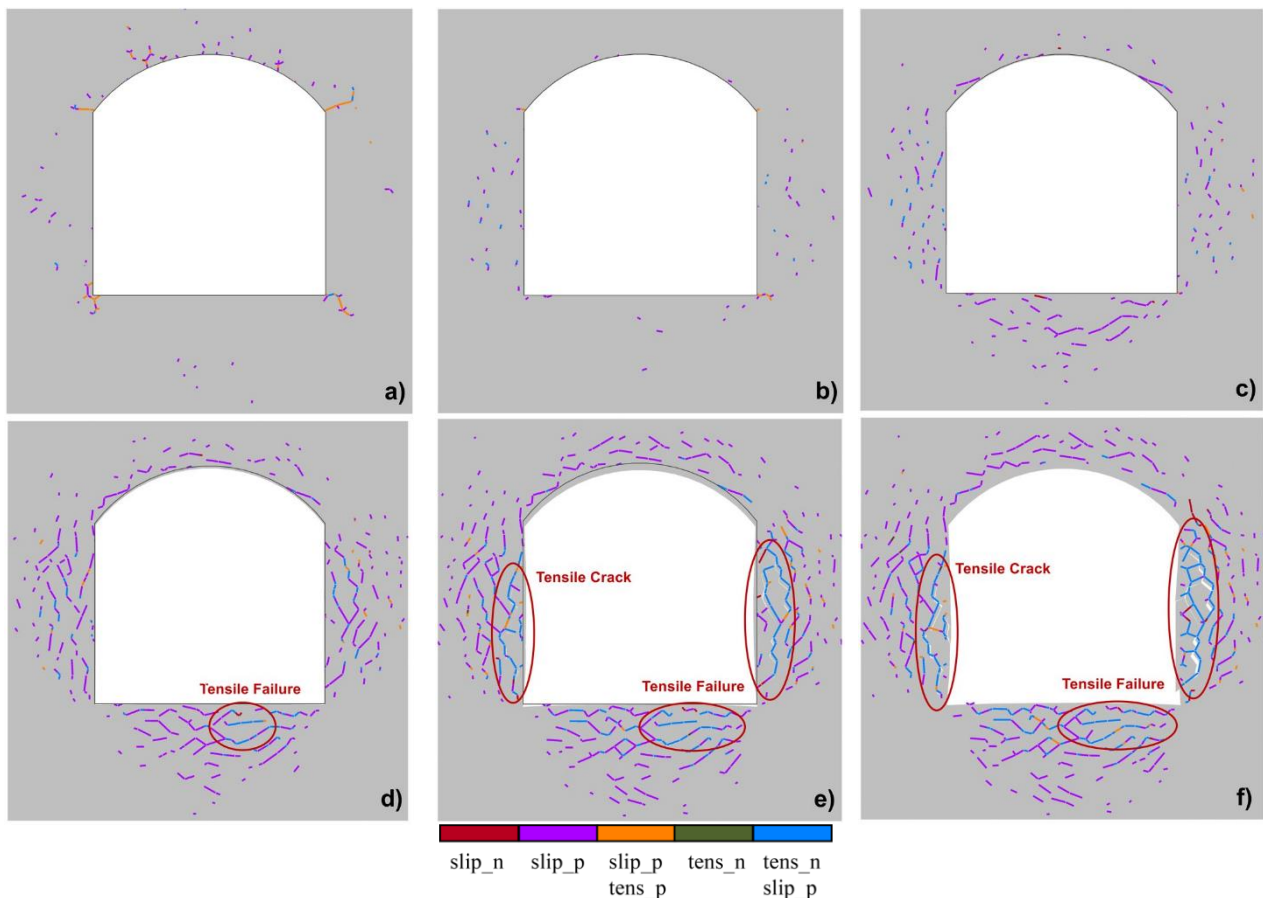 a)
b)
c)
Tensile Failure
d)
Tensile Crack
Tensile Failure
e)
Tensile Crack
Tensile Failure
f)
slip_n
slip_p
slip_p
tens_p
tens_n
tens_n
slip_p